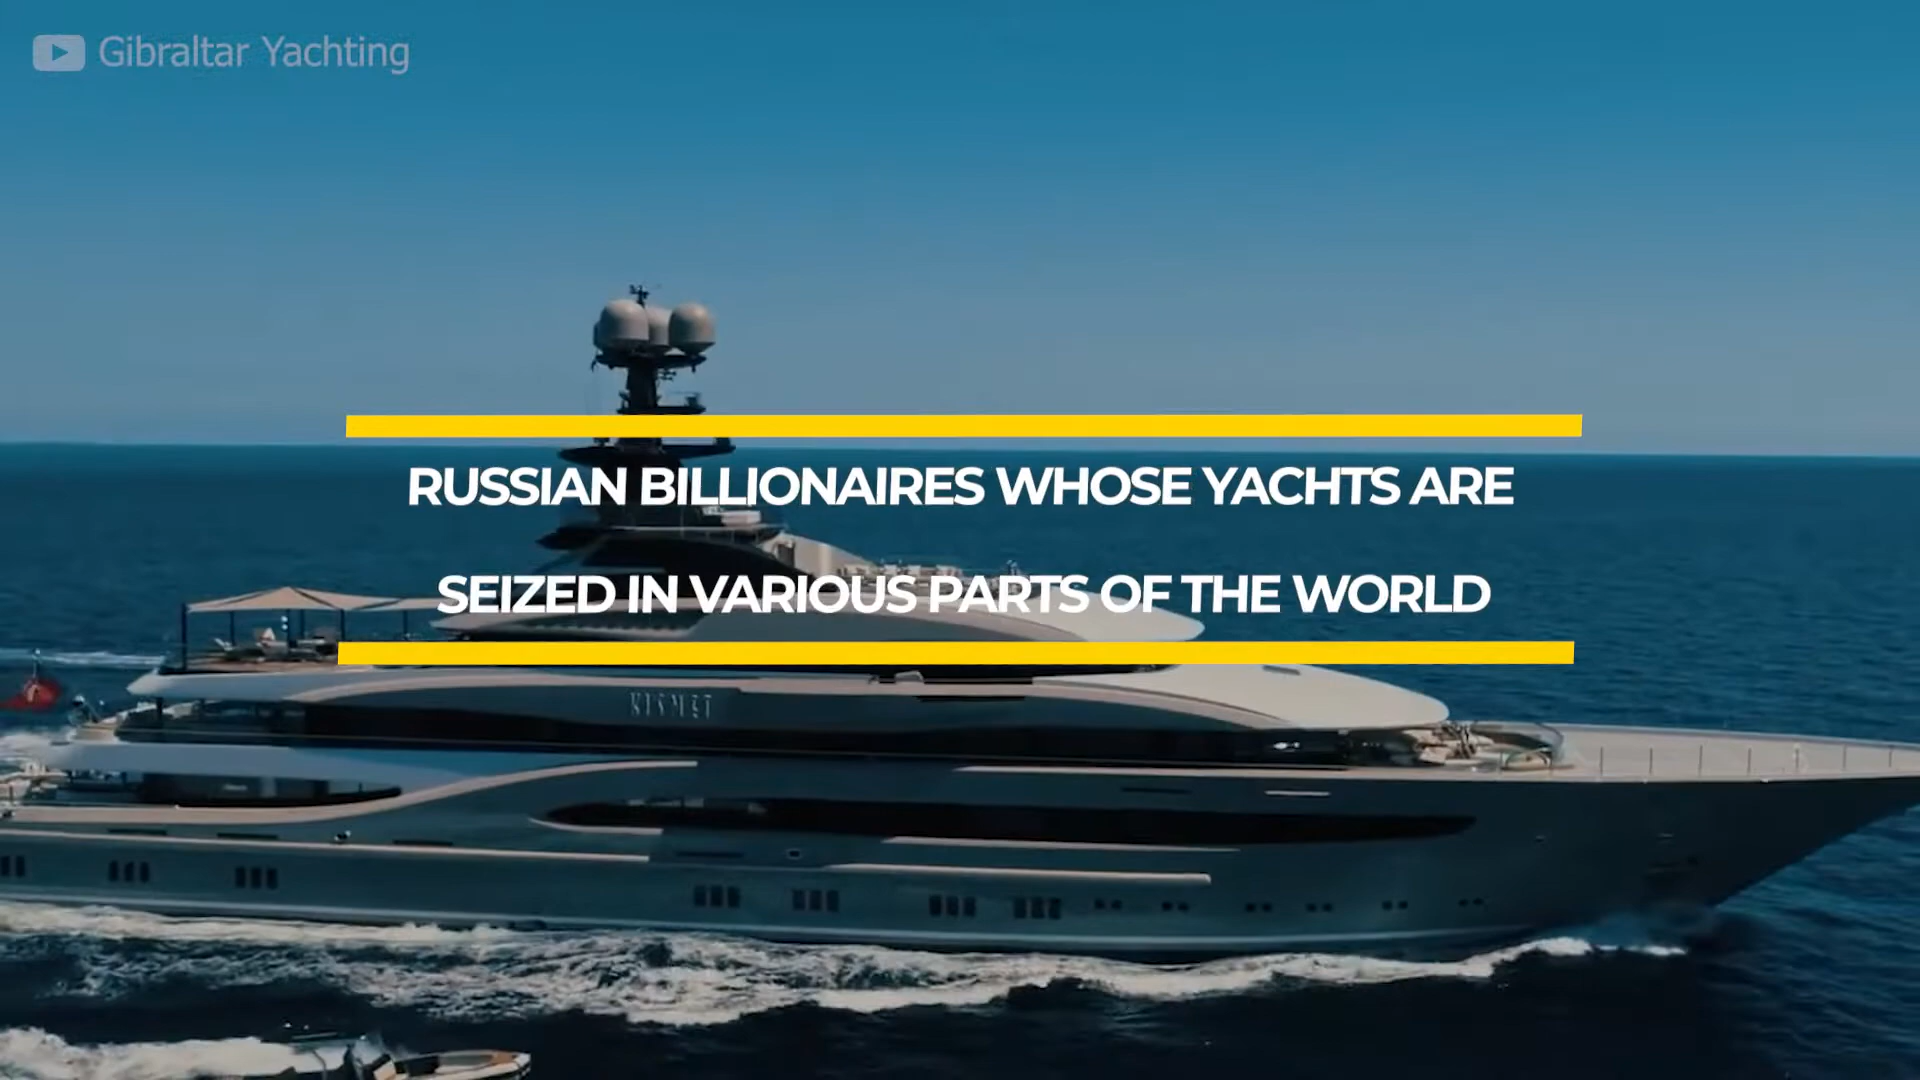 Gibraltar Yachting
RUSSIAN BILLIONAIRES WHOSE YACHTS ARE
SEIZED IN VARIOUS PARTS OF THE WORLD
KISMET